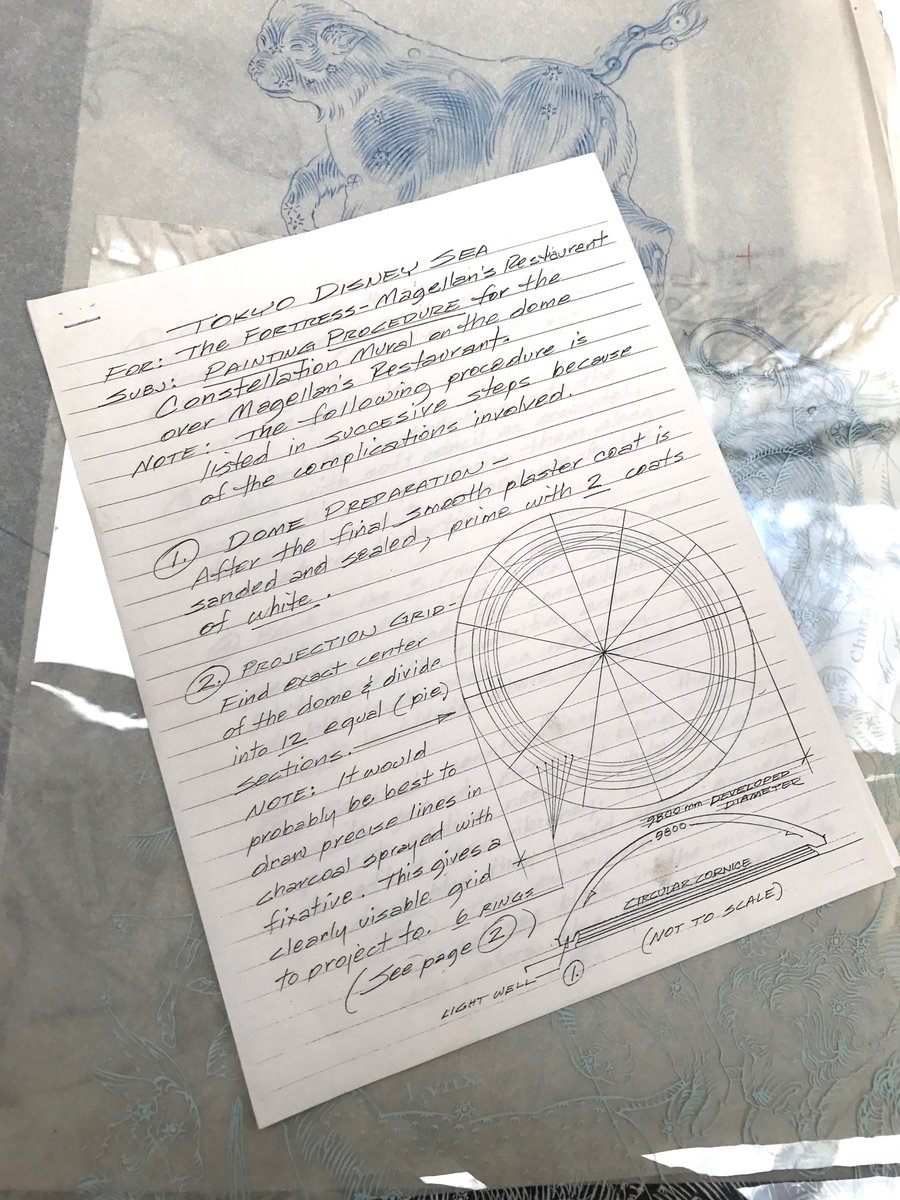 TOKYO DISNEY SEA
FOR: THE FORTRESS - Magellan's Restaurant
SUBJ: PAINTING PROCEDURE for the
Constellation Mural on the dome
over Magellan's Restaurant.
NOTE: The following procedure is
listed in succesive steps because
of the complications involved.
1. DOME PREPARATION -
After the final smooth plaster coat is
sanded and sealed, prime with 2 coats
of white.
2. PROJECTION GRID -
Find exact center
of the dome & divide
into 12 equal (pie)
sections.
NOTE: It would
probably be best to
draw precise lines in
charcoal sprayed with
fixative. This gives a
clearly visable grid
to project to.
6 RINGS
(See page 2)
9800 mm DEVELOPED
DIAMETER
9800
CIRCULAR CORNICE
(NOT TO SCALE)
LIGHT WELL
1.
Lynx